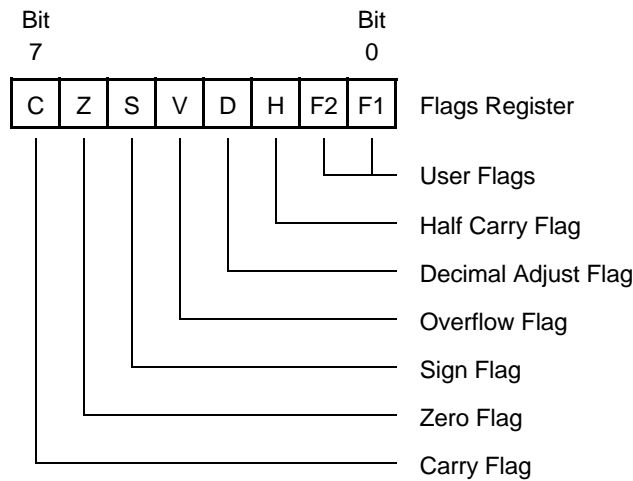 Bit Bit
7 0
C Z S V D H F2 F1 Flags Register
User Flags
Half Carry Flag
Decimal Adjust Flag
Overflow Flag
Sign Flag
Zero Flag
Carry Flag